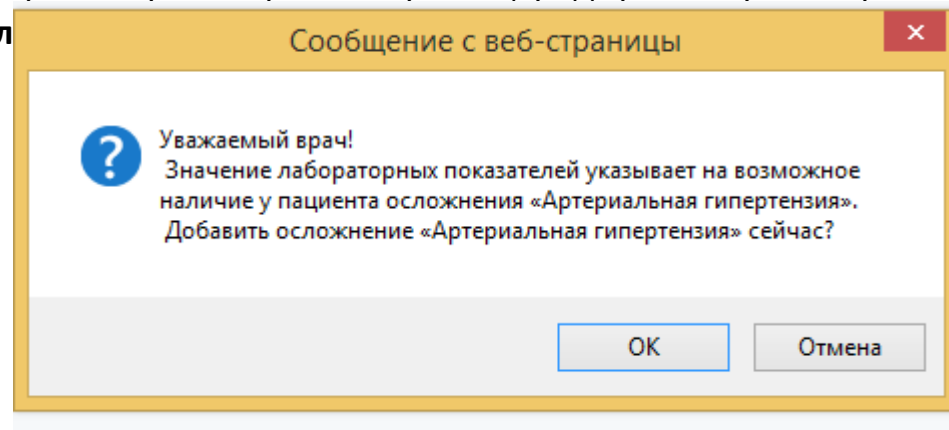 Сообщение с веб-страницы
Уважаемый врач!
Значение лабораторных показателей указывает на возможное
наличие у пациента осложнения «Артериальная гипертензия».
Добавить осложнение «Артериальная гипертензия» сейчас?
ОК
Отмена